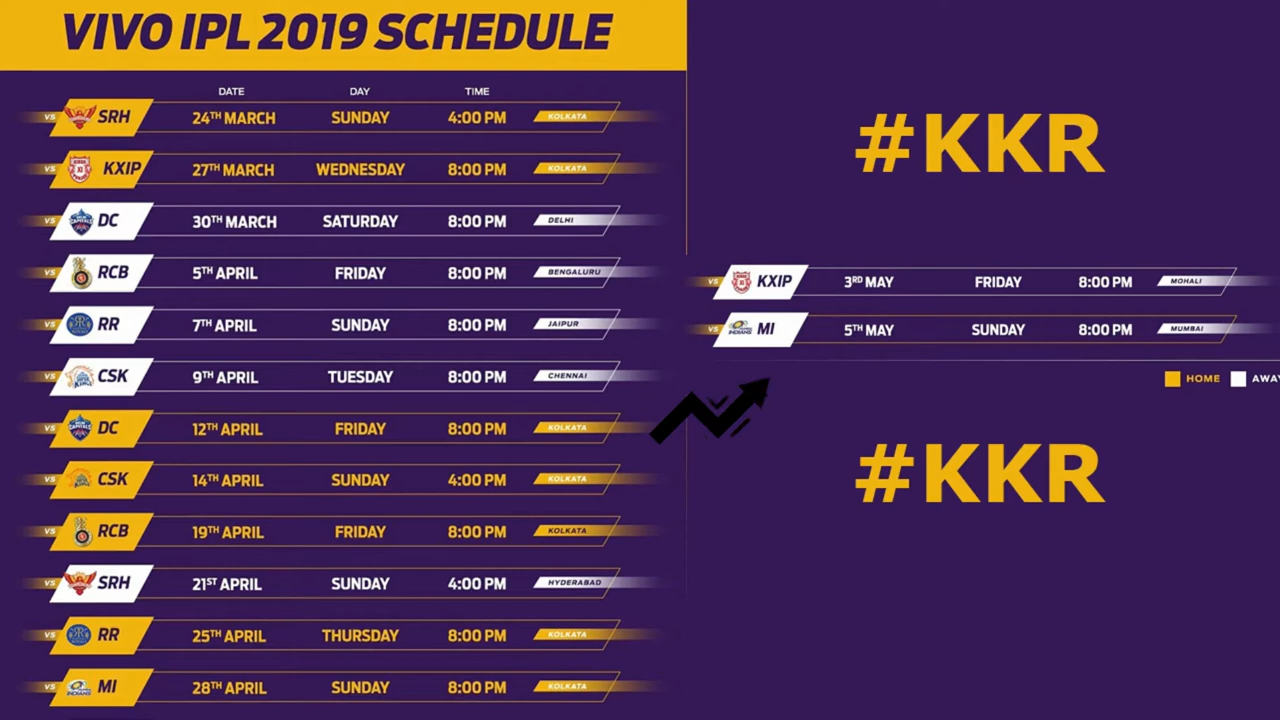 VIVO IPL 2019 SCHEDULE
DATE DAY TIME
VS SRH 24TH MARCH SUNDAY 4:00 PM KOLKATA
VS KXIP 27TH MARCH WEDNESDAY 8:00 PM KOLKATA
VS DC 30TH MARCH SATURDAY 8:00 PM DELHI
VS RCB 5TH APRIL FRIDAY 8:00 PM BENGALURU
VS RR 7TH APRIL SUNDAY 8:00 PM JAIPUR
VS CSK 9TH APRIL TUESDAY 8:00 PM CHENNAI
VS DC 12TH APRIL FRIDAY 8:00 PM KOLKATA
VS CSK 14TH APRIL SUNDAY 4:00 PM KOLKATA
VS RCB 19TH APRIL FRIDAY 8:00 PM KOLKATA
VS SRH 21ST APRIL SUNDAY 4:00 PM HYDERABAD
VS RR 25TH APRIL THURSDAY 8:00 PM KOLKATA
VS MI 28TH APRIL SUNDAY 8:00 PM KOLKATA
#KKR
VS KXIP 3RD MAY FRIDAY 8:00 PM MOHALI
VS MI 5TH MAY SUNDAY 8:00 PM MUMBAI
HOME AWAY
#KKR